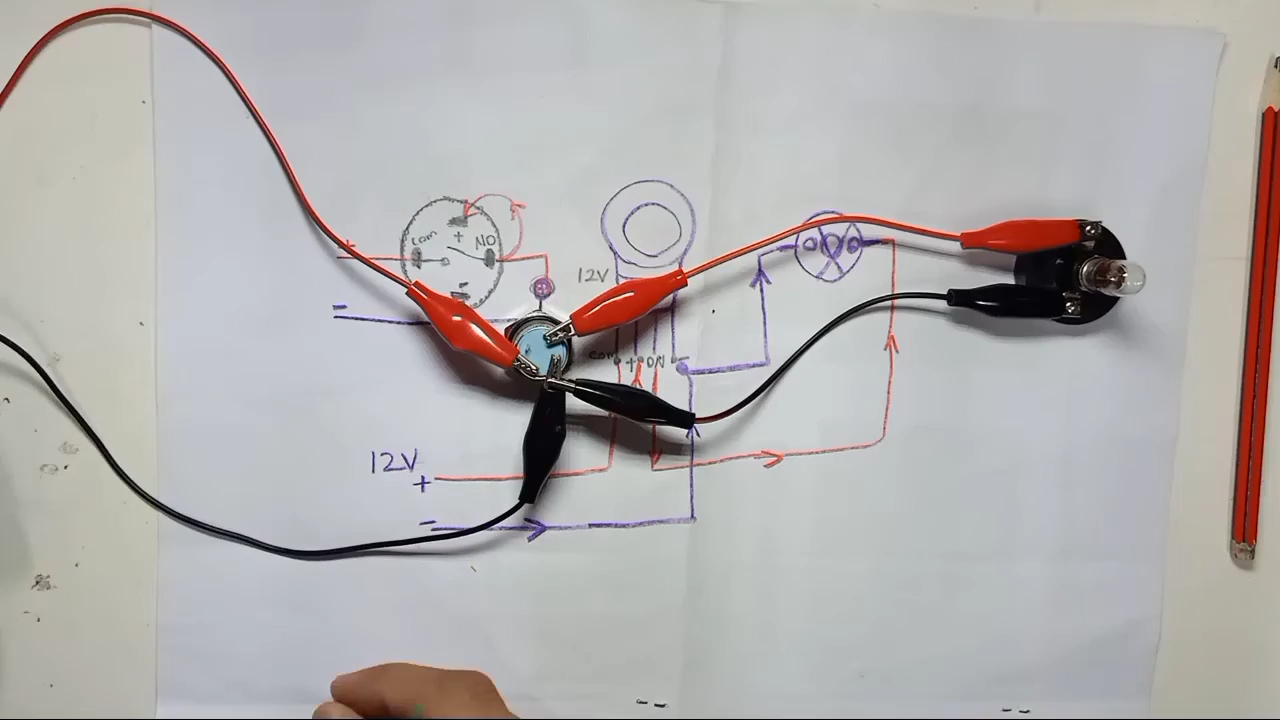 com + NO
-
-
12V
com + ON -
12V
+
-